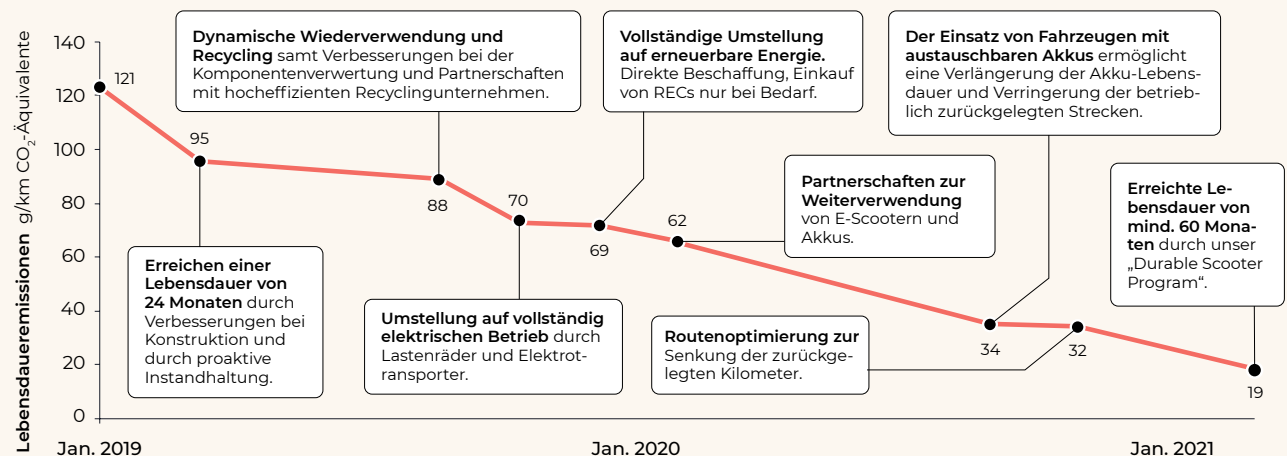 Lebensdaueremissionen g/km CO₂-Äquivalente
140
120
100
80
60
40
20
0
121
95
88
70
69
62
34
32
19
Dynamische Wiederverwendung und
Recycling samt Verbesserungen bei der
Komponentenverwertung und Partnerschaften
mit hocheffizienten Recyclingunternehmen.
Vollständige Umstellung
auf erneuerbare Energie.
Direkte Beschaffung, Einkauf
von RECs nur bei Bedarf.
Der Einsatz von Fahrzeugen mit
austauschbaren Akkus ermöglicht
eine Verlängerung der Akku-Lebens-
dauer und Verringerung der betrieb-
lich zurückgelegten Strecken.
Partnerschaften zur
Weiterverwendung
von E-Scootern und
Akkus.
Erreichte Le-
bensdauer von
mind. 60 Mona-
ten durch unser
„Durable Scooter
Program“.
Erreichen einer
Lebensdauer von
24 Monaten durch
Verbesserungen bei
Konstruktion und
durch proaktive
Instandhaltung.
Umstellung auf vollständig
elektrischen Betrieb durch
Lastenräder und Elektrot-
ransporter.
Routenoptimierung zur
Senkung der zurückge-
legten Kilometer.
Jan. 2019
Jan. 2020
Jan. 2021